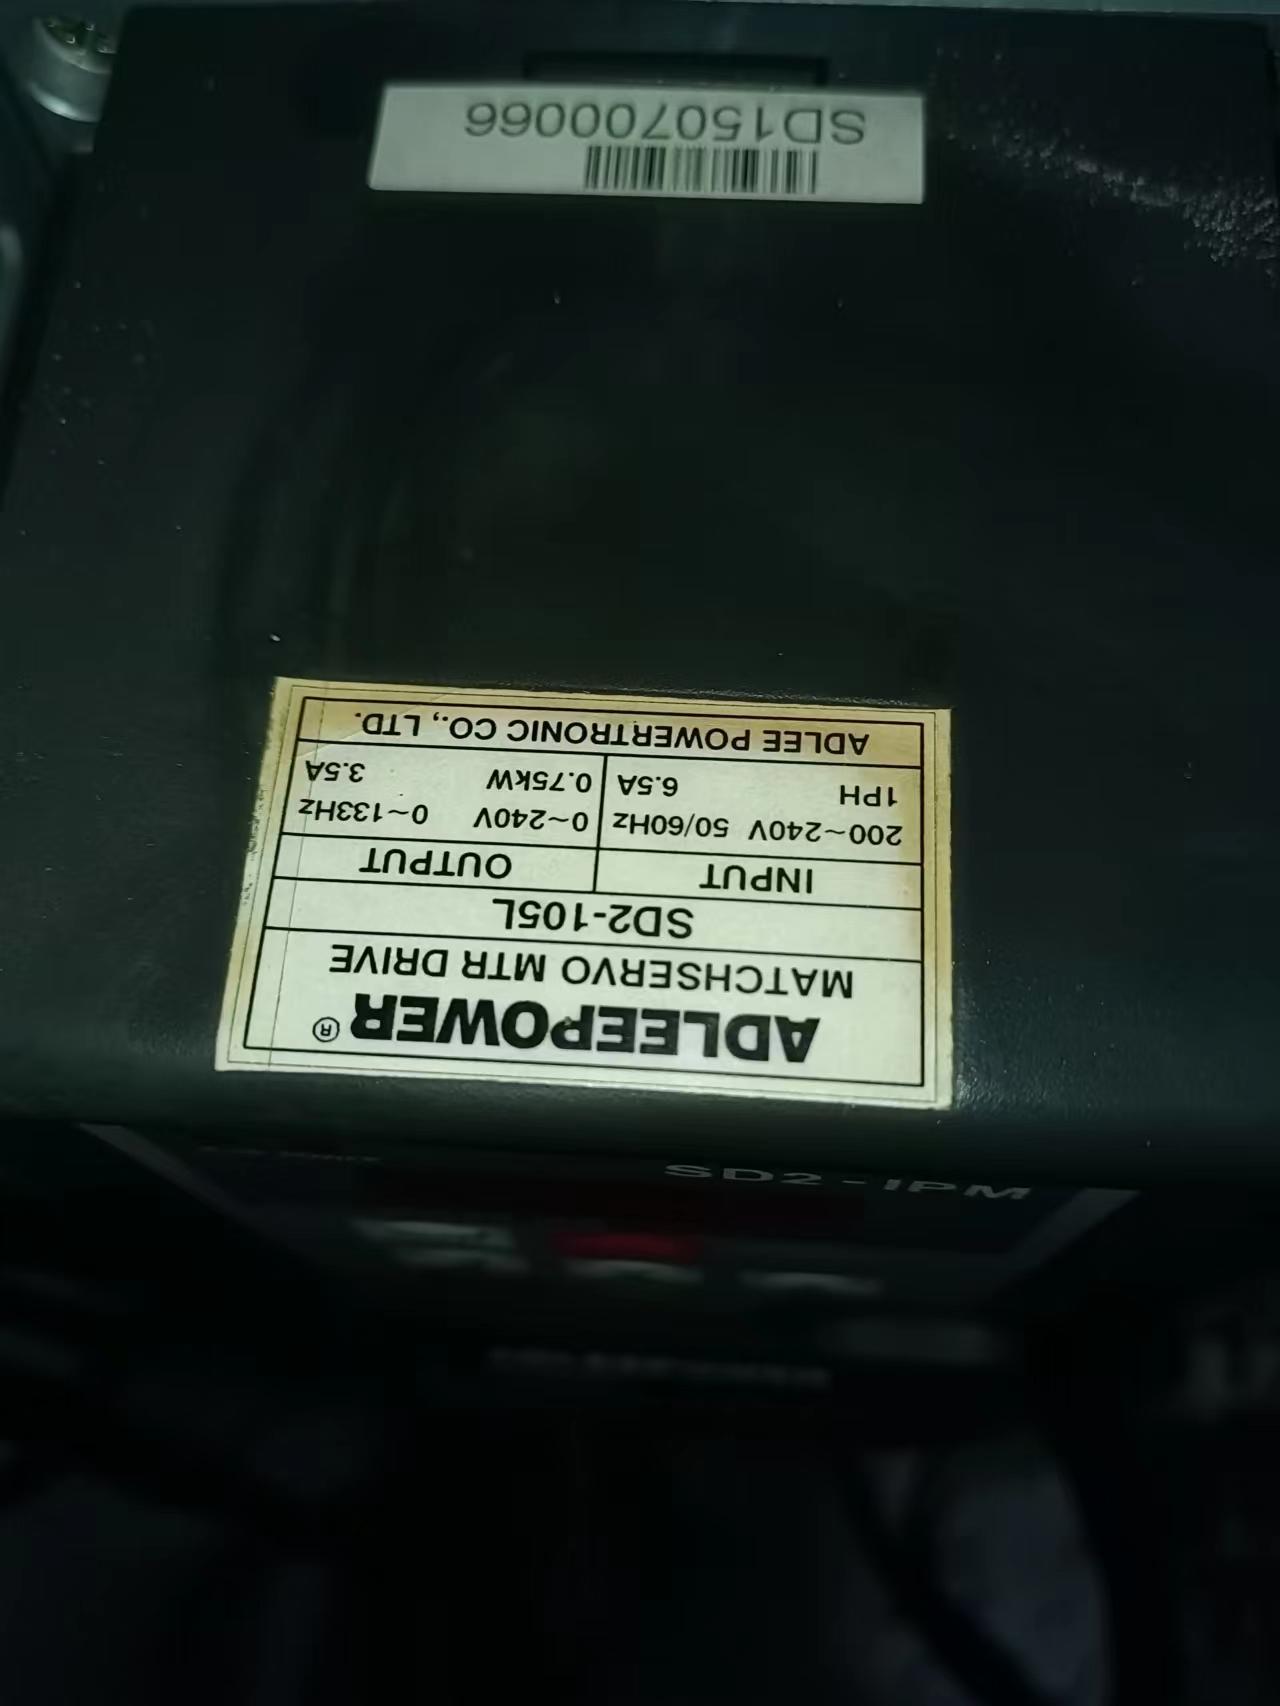 ADLEEPOWER®
MATCHSERVO MTR DRIVE
SD2-105L
INPUT OUTPUT
200~240V 50/60Hz 0~240V 0~133Hz
1PH 6.5A 0.75kW 3.5A
ADLEE POWERTRONIC CO., LTD.
SD150700066
SD2-IPM